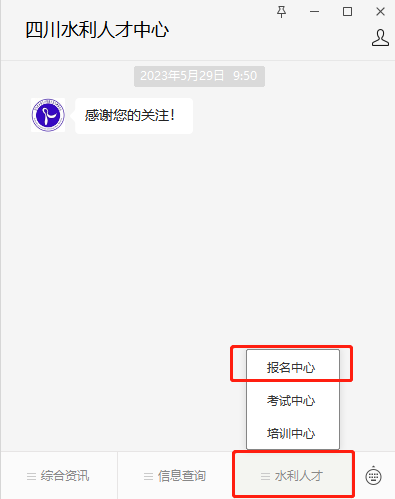 四川水利人才中心
2023年5月29日 9:50
感谢您的关注！
报名中心
考试中心
培训中心
综合资讯
信息查询
水利人才